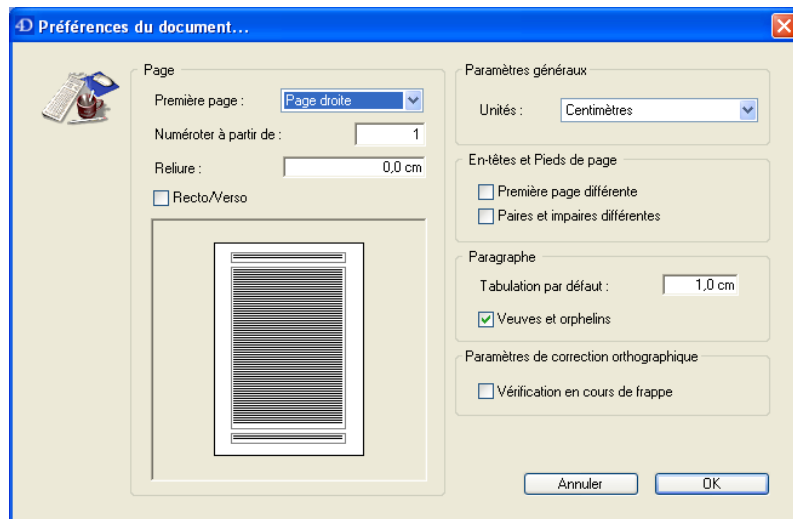 4D Préférences du document...
Page
Première page : Page droite
Numéroter à partir de : 1
Reliure : 0,0 cm
Recto/Verso
Paramètres généraux
Unités : Centimètres
En-têtes et Pieds de page
Première page différente
Paires et impaires différentes
Paragraphe
Tabulation par défaut : 1,0 cm
Veuves et orphelins
Paramètres de correction orthographique
Vérification en cours de frappe
Annuler
OK